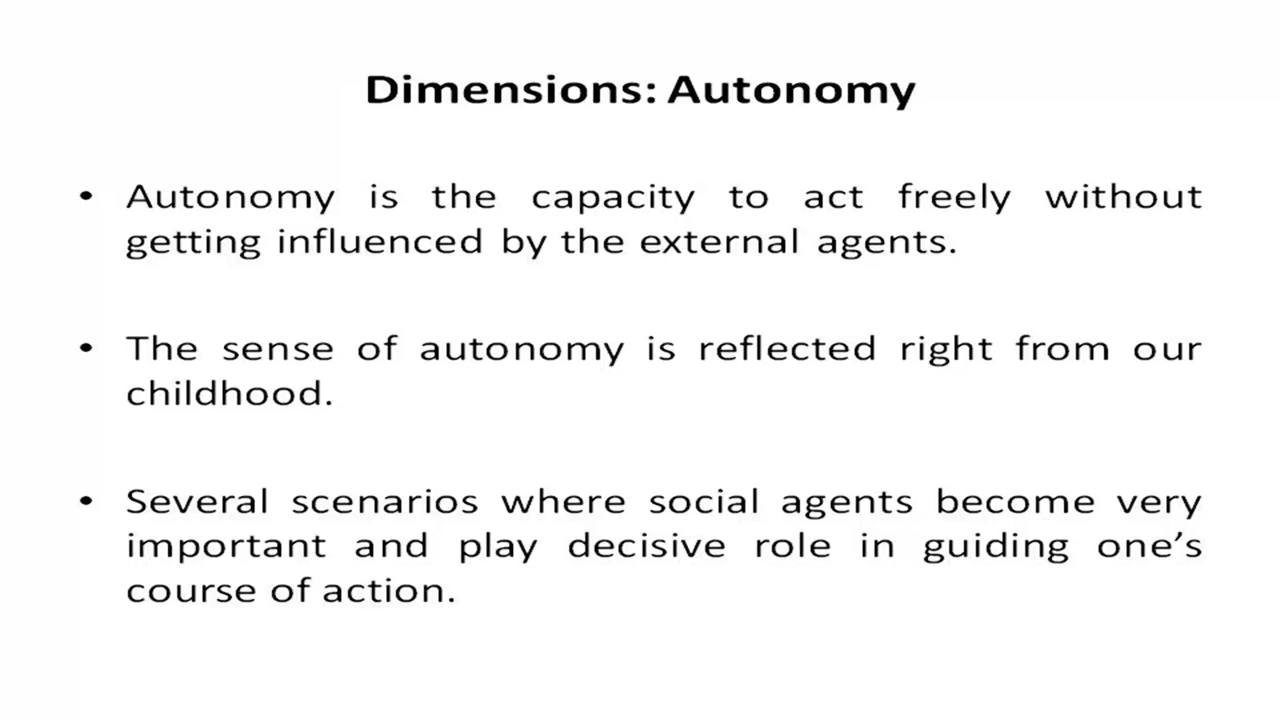 Dimensions: Autonomy
• Autonomy is the capacity to act freely without
getting influenced by the external agents.
• The sense of autonomy is reflected right from our
childhood.
• Several scenarios where social agents become very
important and play decisive role in guiding one’s
course of action.